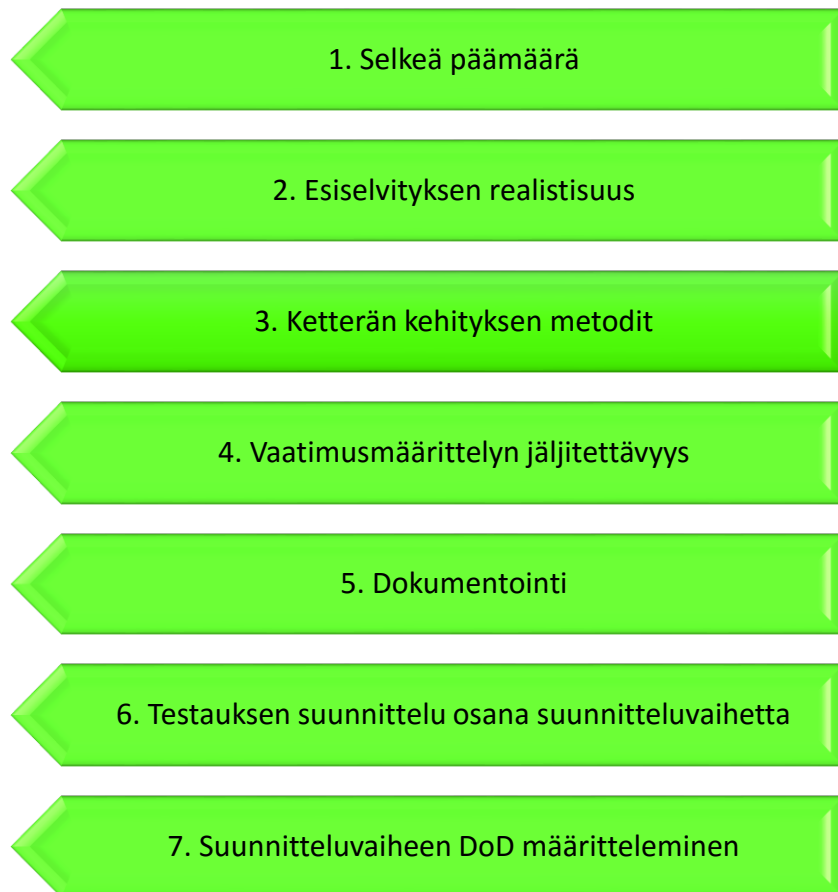 1. Selkeä päämäärä
2. Esiselvityksen realistisuus
3. Ketterän kehityksen metodit
4. Vaatimusmäärittelyn jäljitettävyys
5. Dokumentointi
6. Testauksen suunnittelu osana suunnitteluvaihetta
7. Suunnitteluvaiheen DoD määritteleminen